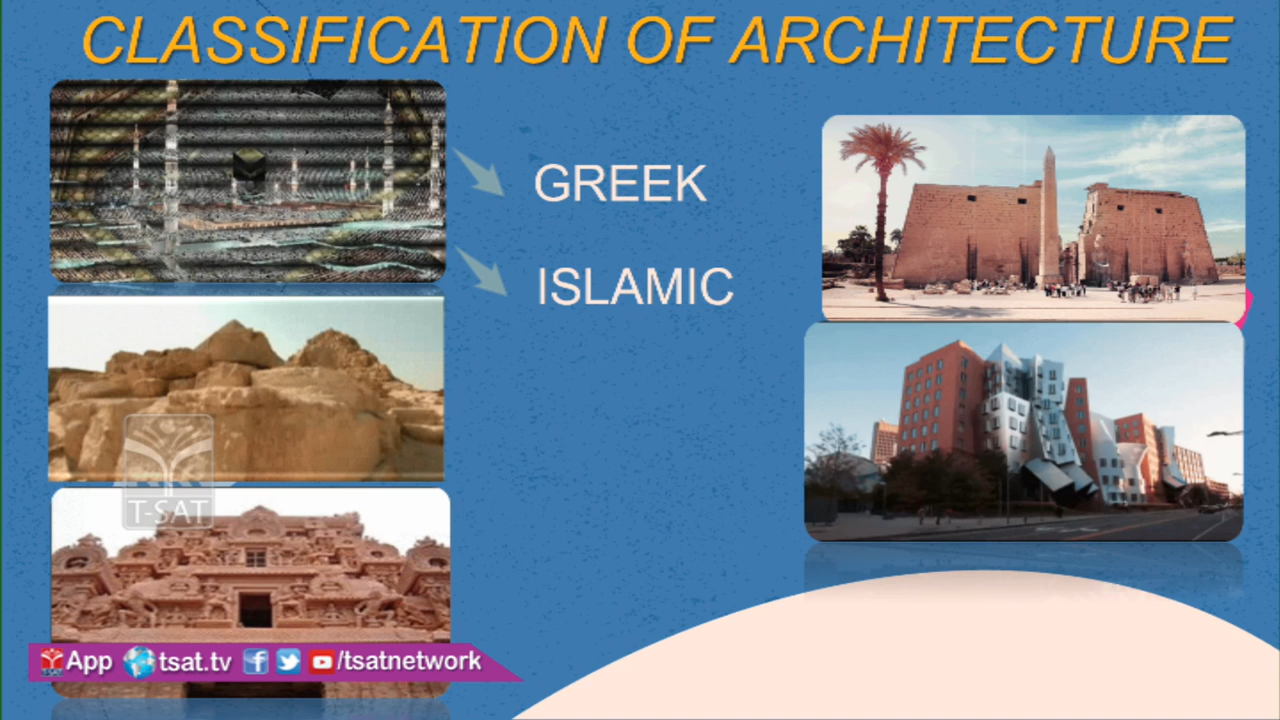 CLASSIFICATION OF ARCHITECTURE
GREEK
ISLAMIC
T-SAT
App tsat.tv /tsatnetwork